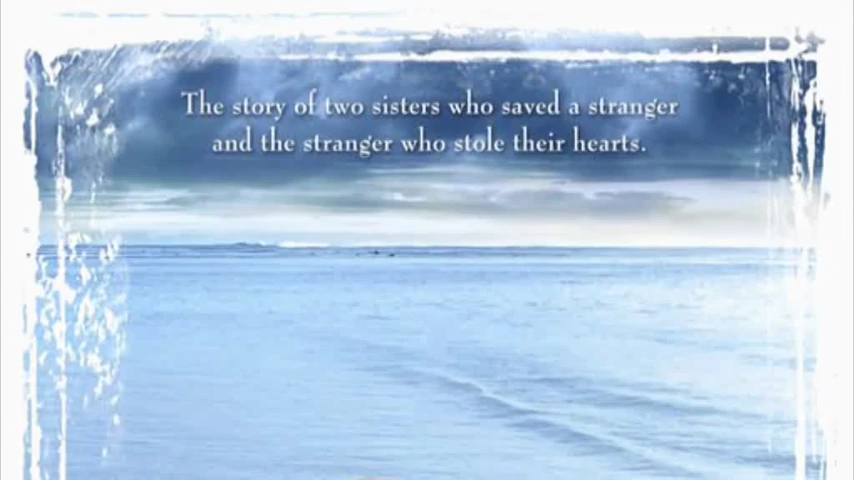 The story of two sisters who saved a stranger
and the stranger who stole their hearts.